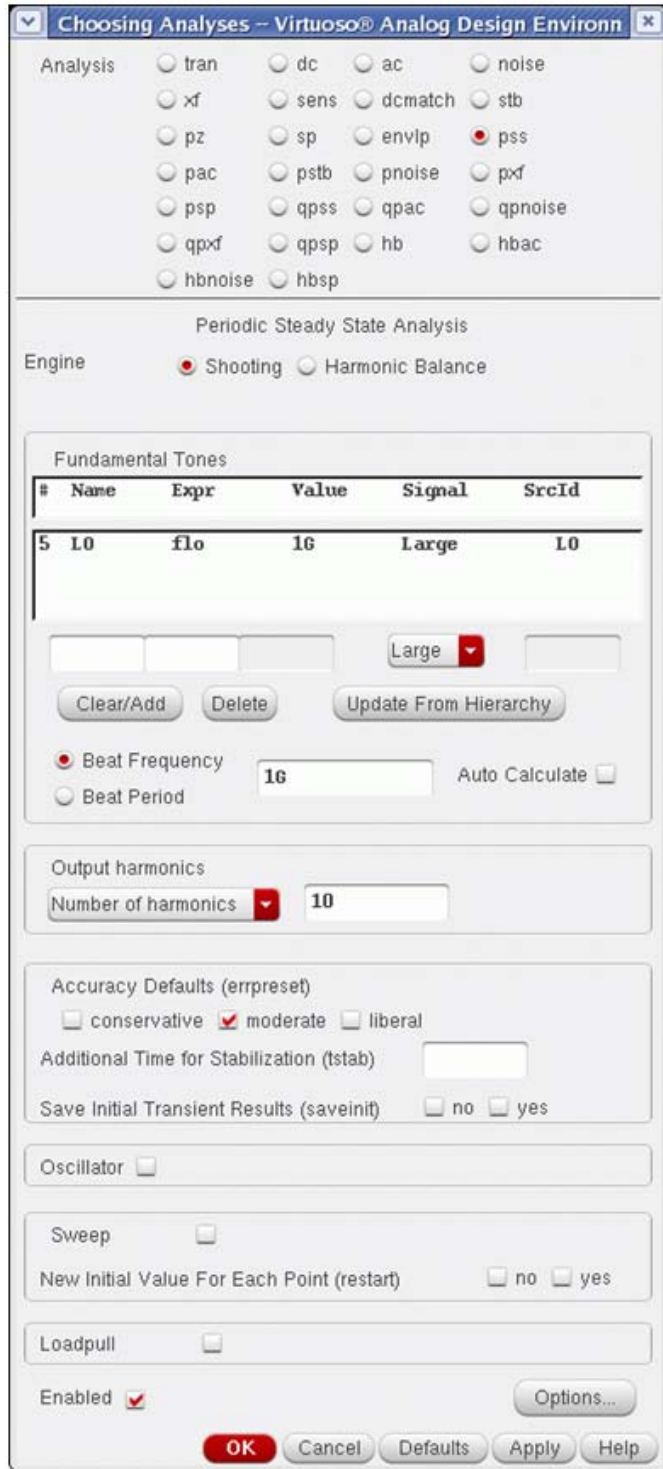 Choosing Analyses -- Virtuoso® Analog Design Environn
Analysis tran dc ac noise
xf sens dcmatch stb
pz sp envlp pss
pac pstb pnoise pxf
psp qpss qpac qpnoise
qpxf qpsp hb hbac
hbnoise hbsp
Periodic Steady State Analysis
Engine Shooting Harmonic Balance
Fundamental Tones
# Name Expr Value Signal SrcId
5 LO flo 1G Large LO
Large
Clear/Add Delete Update From Hierarchy
Beat Frequency 1G Auto Calculate
Beat Period
Output harmonics
Number of harmonics 10
Accuracy Defaults (errpreset)
conservative moderate liberal
Additional Time for Stabilization (tstab)
Save Initial Transient Results (saveinit) no yes
Oscillator
Sweep
New Initial Value For Each Point (restart) no yes
Loadpull
Enabled Options...
OK Cancel Defaults Apply Help